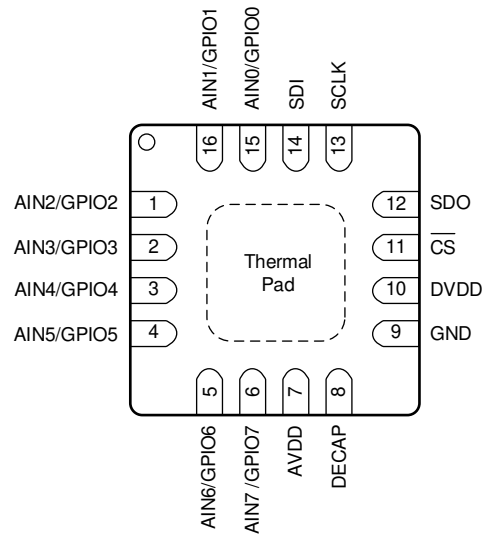 AIN1/GPIO1
AIN0/GPIO0
SDI
SCLK
16
15
14
13
AIN2/GPIO2 1
12 SDO
AIN3/GPIO3 2
11 CS
AIN4/GPIO4 3
10 DVDD
AIN5/GPIO5 4
9 GND
Thermal
Pad
5
6
7
8
AIN6/GPIO6
AIN7 /GPIO7
AVDD
DECAP